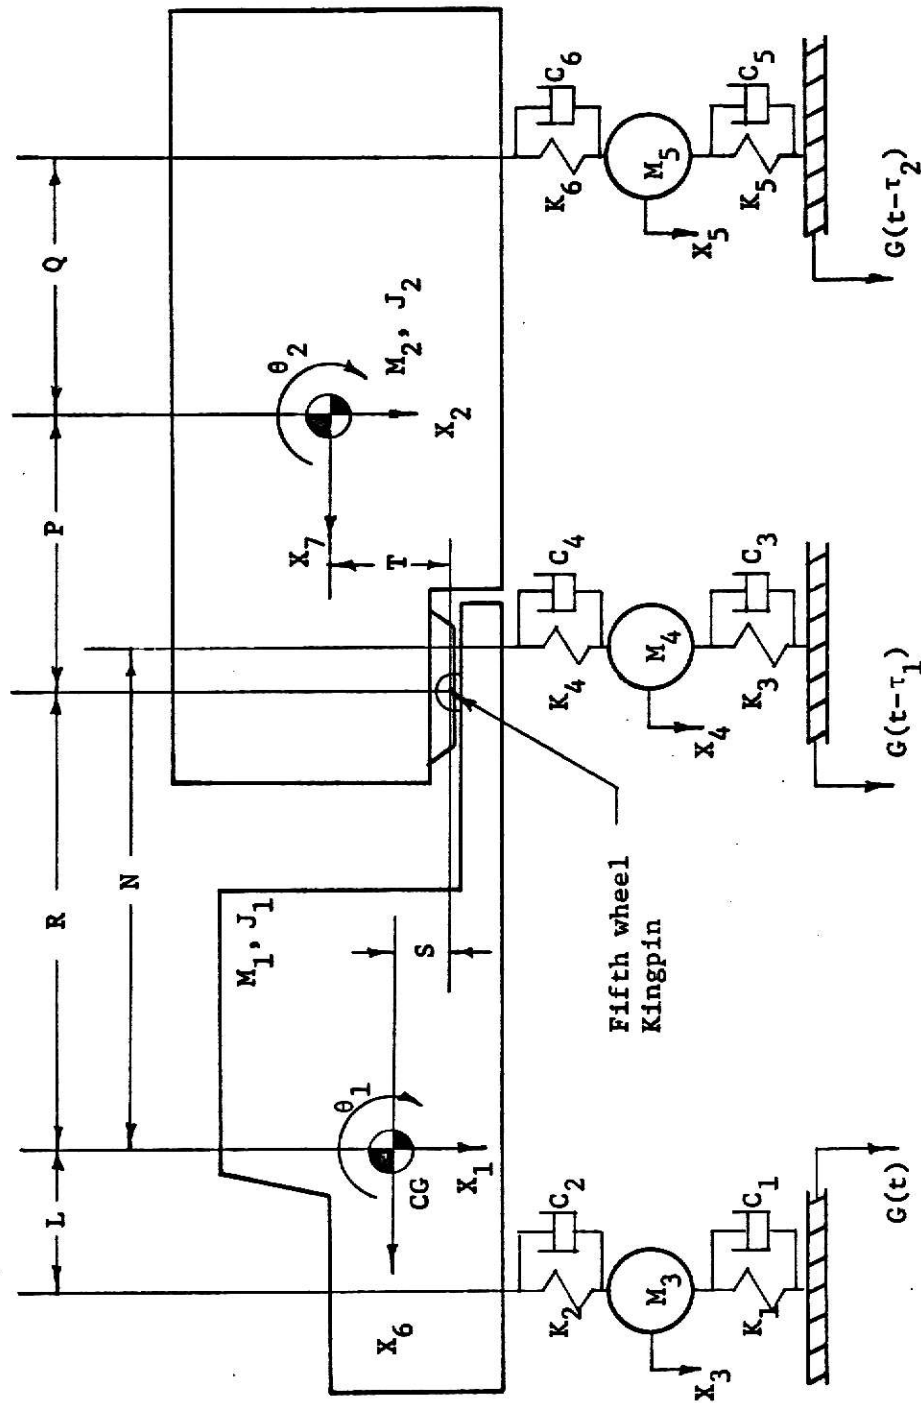 Q
P
R
N
L
θ2
M2, J2
X2
X7
T
M1, J1
S
θ1
CG
X1
X6
Fifth wheel
Kingpin
K2
C2
M3
X3
K1
C1
G(t)
K4
C4
M4
X4
K3
C3
G(t-τ1)
K6
C6
M5
X5
K5
C5
G(t-τ2)